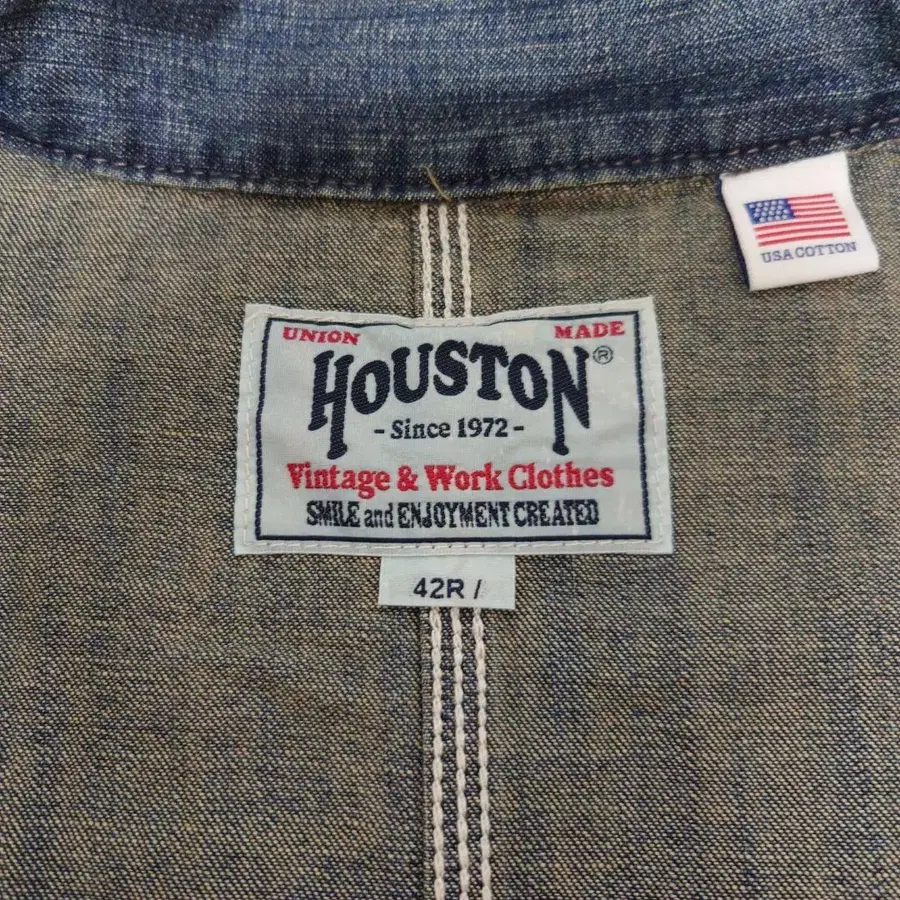 USA COTTON
UNION MADE
HOUSTON®
- Since 1972 -
Vintage & Work Clothes
SMILE and ENJOYMENT CREATED
42R /